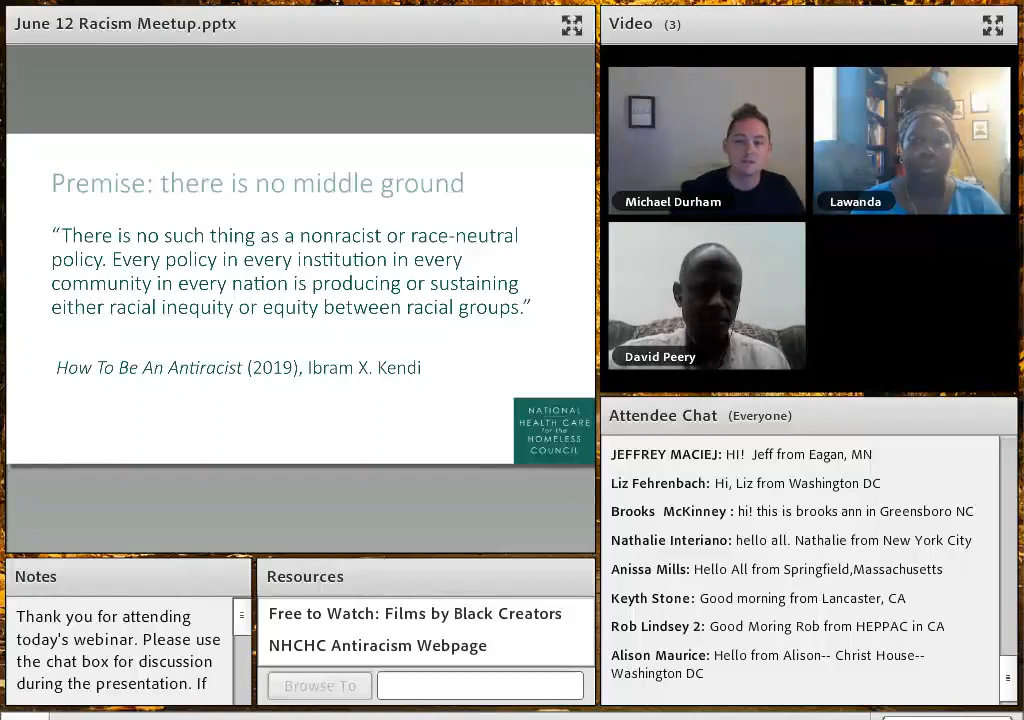 June 12 Racism Meetup.pptx
Premise: there is no middle ground
“There is no such thing as a nonracist or race-neutral
policy. Every policy in every institution in every
community in every nation is producing or sustaining
either racial inequity or equity between racial groups.”
How To Be An Antiracist (2019), Ibram X. Kendi
NATIONAL
HEALTH CARE
for the
HOMELESS
COUNCIL
Video (3)
Michael Durham
Lawanda
David Peery
Attendee Chat (Everyone)
JEFFREY MACIEJ: HI! Jeff from Eagan, MN
Liz Fehrenbach: Hi, Liz from Washington DC
Brooks McKinney : hi! this is brooks ann in Greensboro NC
Nathalie Interiano: hello all. Nathalie from New York City
Anissa Mills: Hello All from Springfield,Massachusetts
Keyth Stone: Good morning from Lancaster, CA
Rob Lindsey 2: Good Moring Rob from HEPPAC in CA
Alison Maurice: Hello from Alison-- Christ House--
Washington DC
Notes
Thank you for attending
today's webinar. Please use
the chat box for discussion
during the presentation. If
Resources
Free to Watch: Films by Black Creators
NHCHC Antiracism Webpage
Browse To